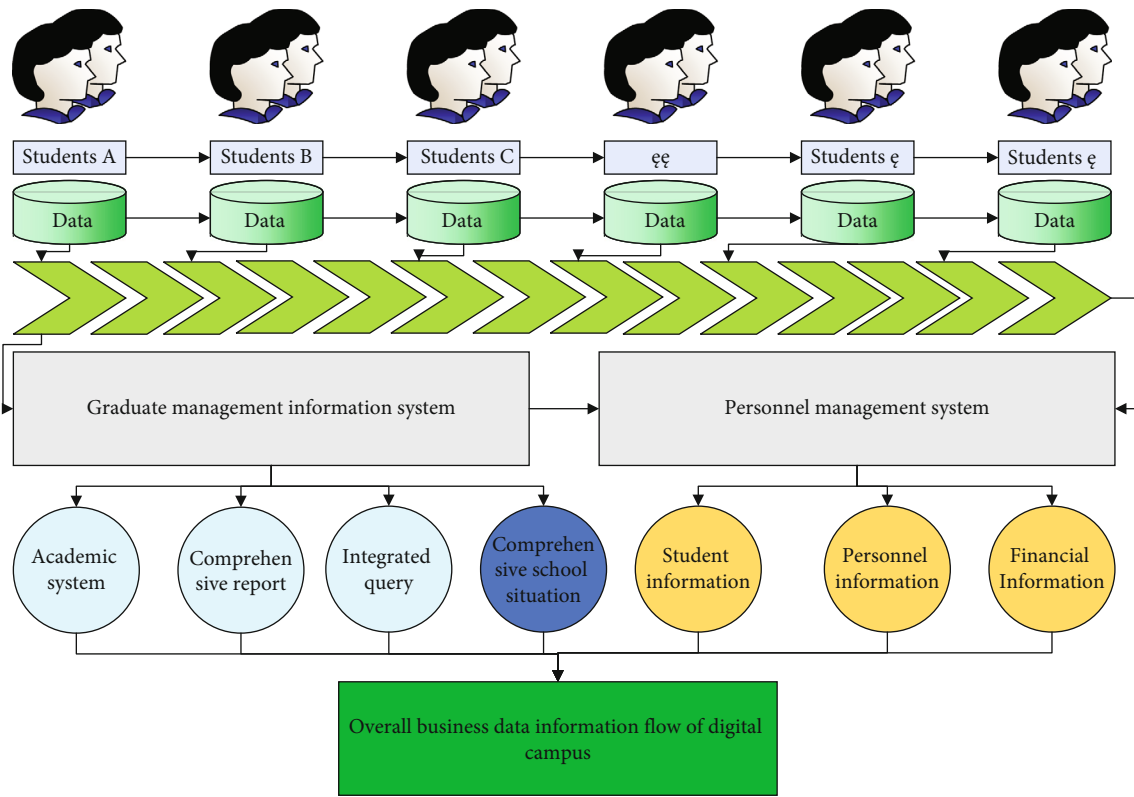 Students A
Students B
Students C
ęę
Students ę
Students ę
Data
Data
Data
Data
Data
Data
Graduate management information system
Personnel management system
Academic
system
Comprehen
sive report
Integrated
query
Comprehen
sive school
situation
Student
information
Personnel
information
Financial
Information
Overall business data information flow of digital
campus